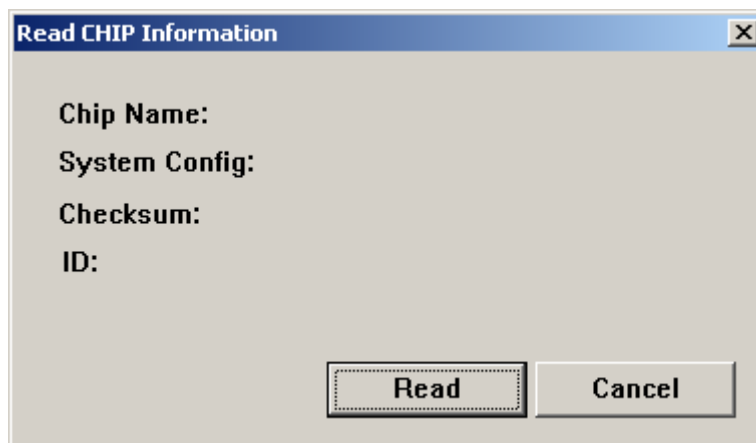 Read CHIP Information
Chip Name:
System Config:
Checksum:
ID:
Read Cancel